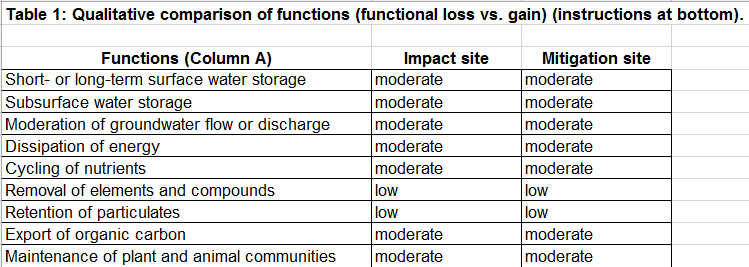 Table 1: Qualitative comparison of functions (functional loss vs. gain) (instructions at bottom).
Functions (Column A) Impact site Mitigation site
Short- or long-term surface water storage moderate moderate
Subsurface water storage moderate moderate
Moderation of groundwater flow or discharge moderate moderate
Dissipation of energy moderate moderate
Cycling of nutrients moderate moderate
Removal of elements and compounds low low
Retention of particulates low low
Export of organic carbon moderate moderate
Maintenance of plant and animal communities moderate moderate